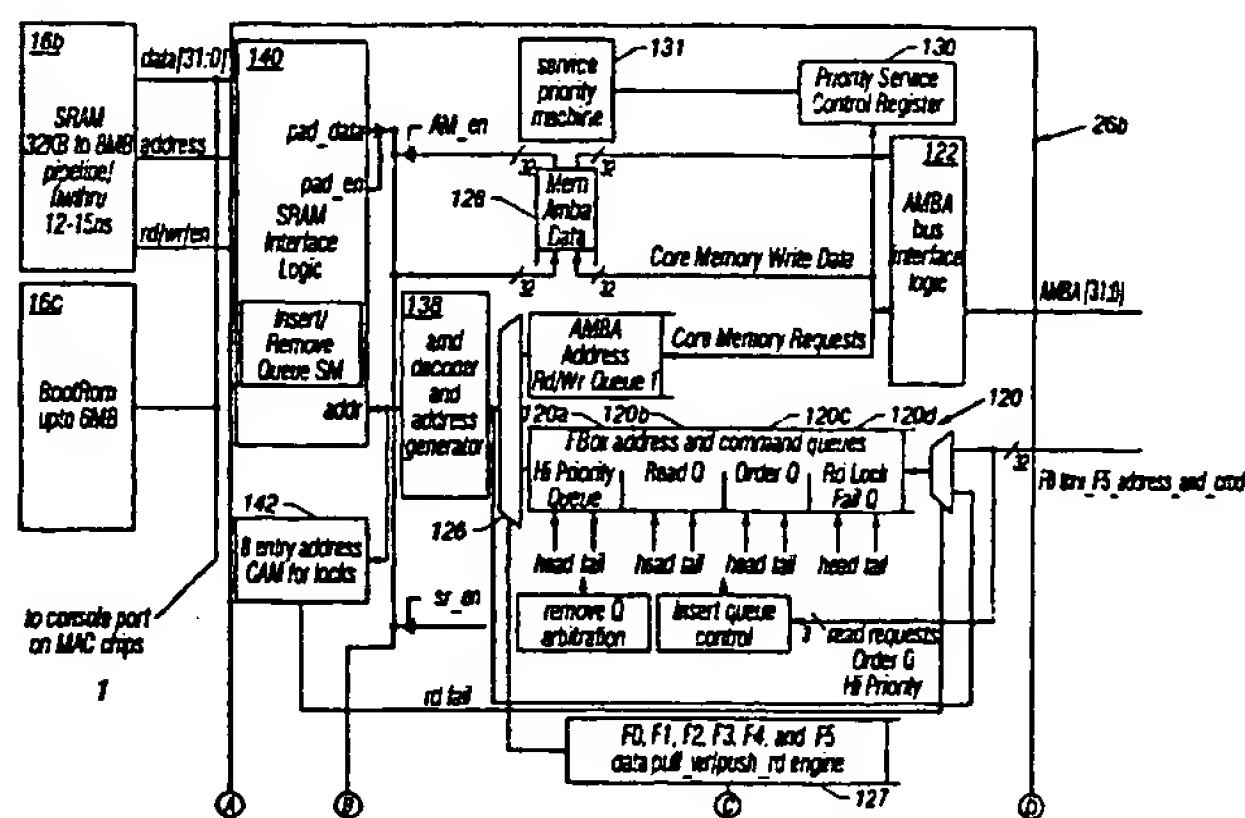 16b
SRAM
32KB to 8MB
pipeline/
flwthru
12-15ns
data[31:0]
address
rd/wr/en
16c
BootRom
upto 6MB
to console port
on MAC chips
1
140
pad_data
pad_en
SRAM
Interface
Logic
Insert/
Remove
Queue SM
addr
142
8 entry address
CAM for locks
AM_en
138
amd
decoder
and
address
generator
sr_en
rd fail
service
priority
machine
131
130
Priority Service
Control Register
26b
32
32
128
Mem
Amba
Data
32
32
Core Memory Write Data
122
AMBA
bus
interface
logic
AMBA [31:0]
AMBA
Address
Rd/Wr Queue f
Core Memory Requests
120a
120b
120c
120d
120
FBox address and command queues
Hi Priority
Queue
Read Q
Order Q
Rd Lock
Fail Q
126
32
F0 thru_F5_address_and_cmd
head tail
head tail
head tail
head tail
remove Q
arbitration
Insert queue
control
3
read requests
Order Q
Hi Priority
F0, F1, F2, F3, F4, and F5
data pull_wr/push_rd engine
127
A
B
C
D